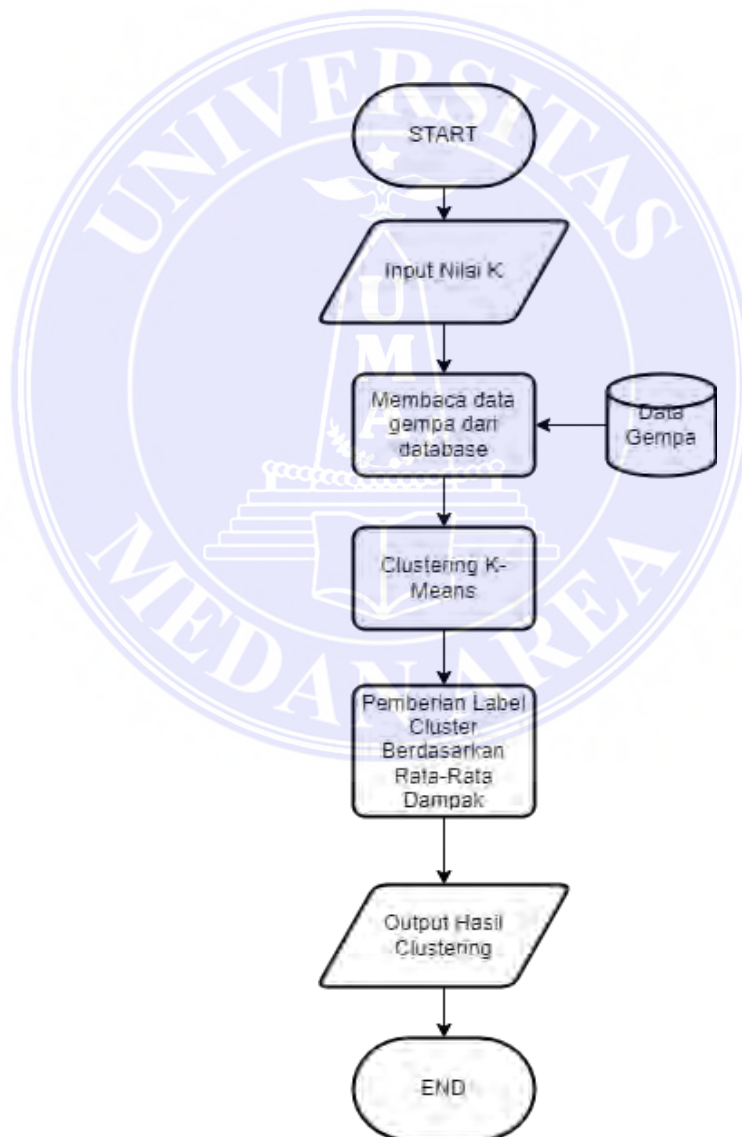 UNIVERSITAS
START
Input Nilai K
UMA
Membaca data
gempa dari
database
Data
Gempa
Clustering K-
Means
MEDAN AREA
Pemberian Label
Cluster
Berdasarkan
Rata-Rata
Dampak
Output Hasil
Clustering
END